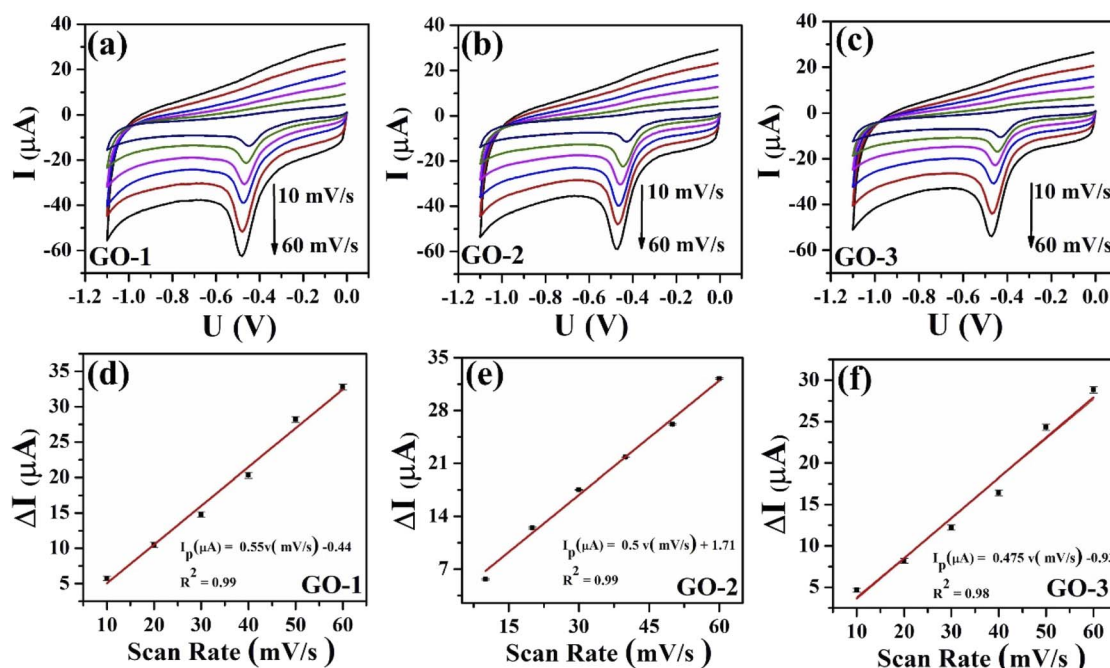 (a)
40
20
0
-20
-40
-60
I (μA)
10 mV/s
60 mV/s
GO-1
-1.2 -1.0 -0.8 -0.6 -0.4 -0.2 0.0
U (V)
(b)
40
20
0
-20
-40
-60
I (μA)
10 mV/s
60 mV/s
GO-2
-1.2 -1.0 -0.8 -0.6 -0.4 -0.2 0.0
U (V)
(c)
40
20
0
-20
-40
-60
I (μA)
10 mV/s
60 mV/s
GO-3
-1.2 -1.0 -0.8 -0.6 -0.4 -0.2 0.0
U (V)
(d)
35
30
25
20
15
10
5
ΔI (μA)
Ip(μA) = 0.55v( mV/s) -0.44
R² = 0.99
GO-1
10 20 30 40 50 60
Scan Rate (mV/s)
(e)
35
28
21
14
7
ΔI (μA)
Ip(μA) = 0.5 v( mV/s) + 1.71
R² = 0.99
GO-2
15 30 45 60
Scan Rate (mV/s)
(f)
30
25
20
15
10
5
ΔI (μA)
Ip(μA) = 0.475 v( mV/s)
R² = 0.98
GO-3
10 20 30 40 50 60
Scan Rate (mV/s)